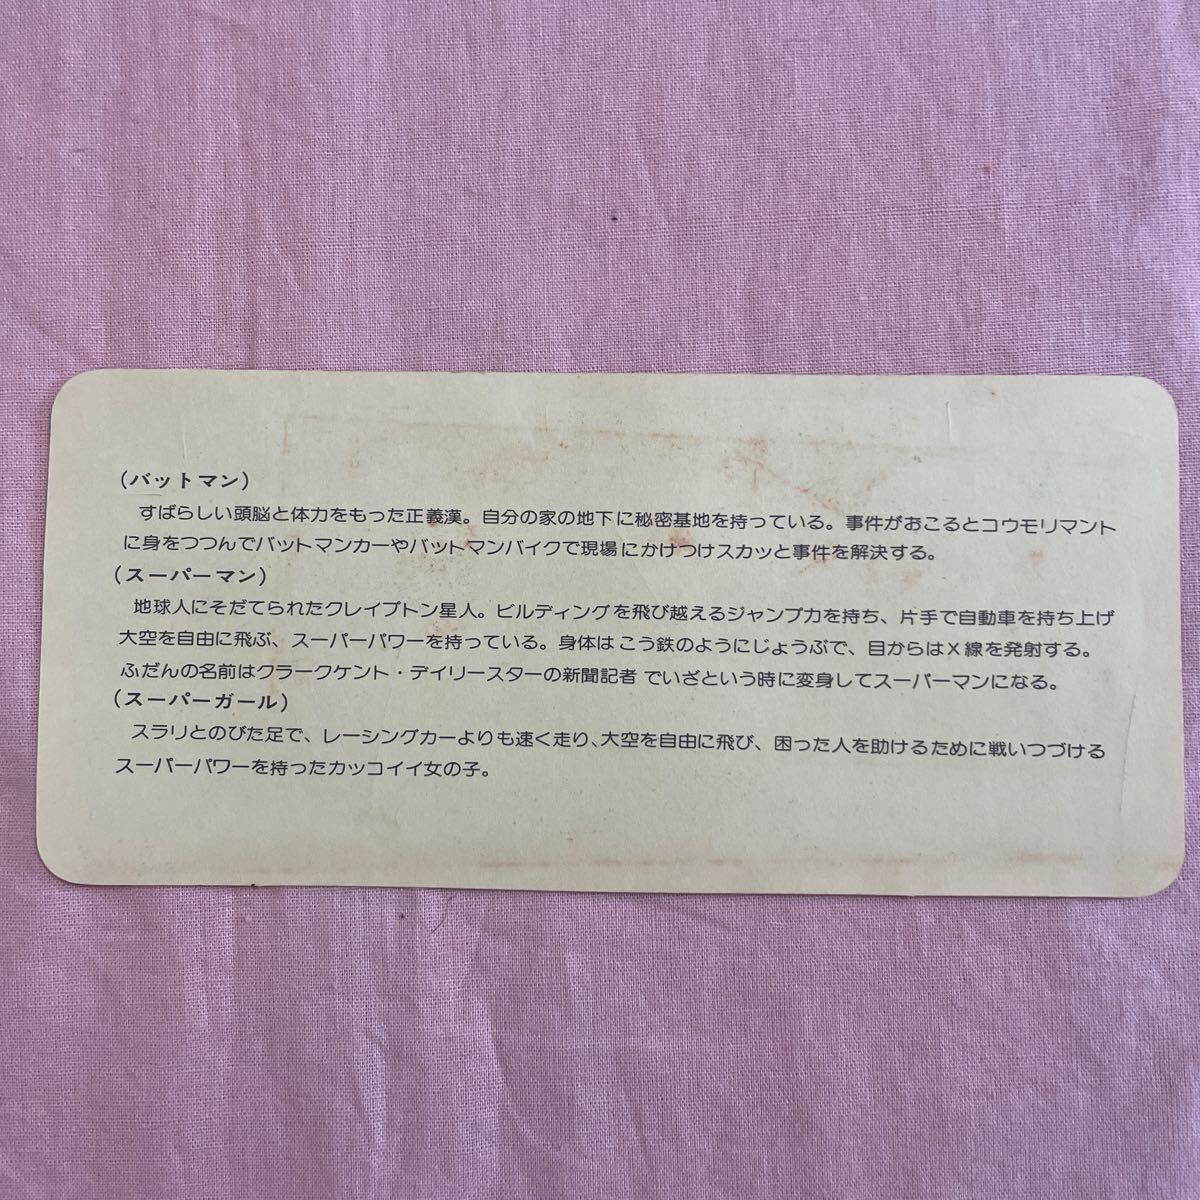 (バットマン)
すばらしい頭脳と体力をもった正義漢。自分の家の地下に秘密基地を持っている。事件がおこるとコウモリマント
に身をつつんでバットマンカーやバットマンバイクで現場にかけつけスカッと事件を解決する。
(スーパーマン)
地球人にそだてられたクレイプトン星人。ビルディングを飛び越えるジャンプ力を持ち、片手で自動車を持ち上げ
大空を自由に飛ぶ、スーパーパワーを持っている。身体はこう鉄のようにじょうぶで、目からはX線を発射する。
ふだんの名前はクラークケント・デイリースターの新聞記者でいざという時に変身してスーパーマンになる。
(スーパーガール)
スラリとのびた足で、レーシングカーよりも速く走り、大空を自由に飛び、困った人を助けるために戦いつづける
スーパーパワーを持ったカッコイイ女の子。